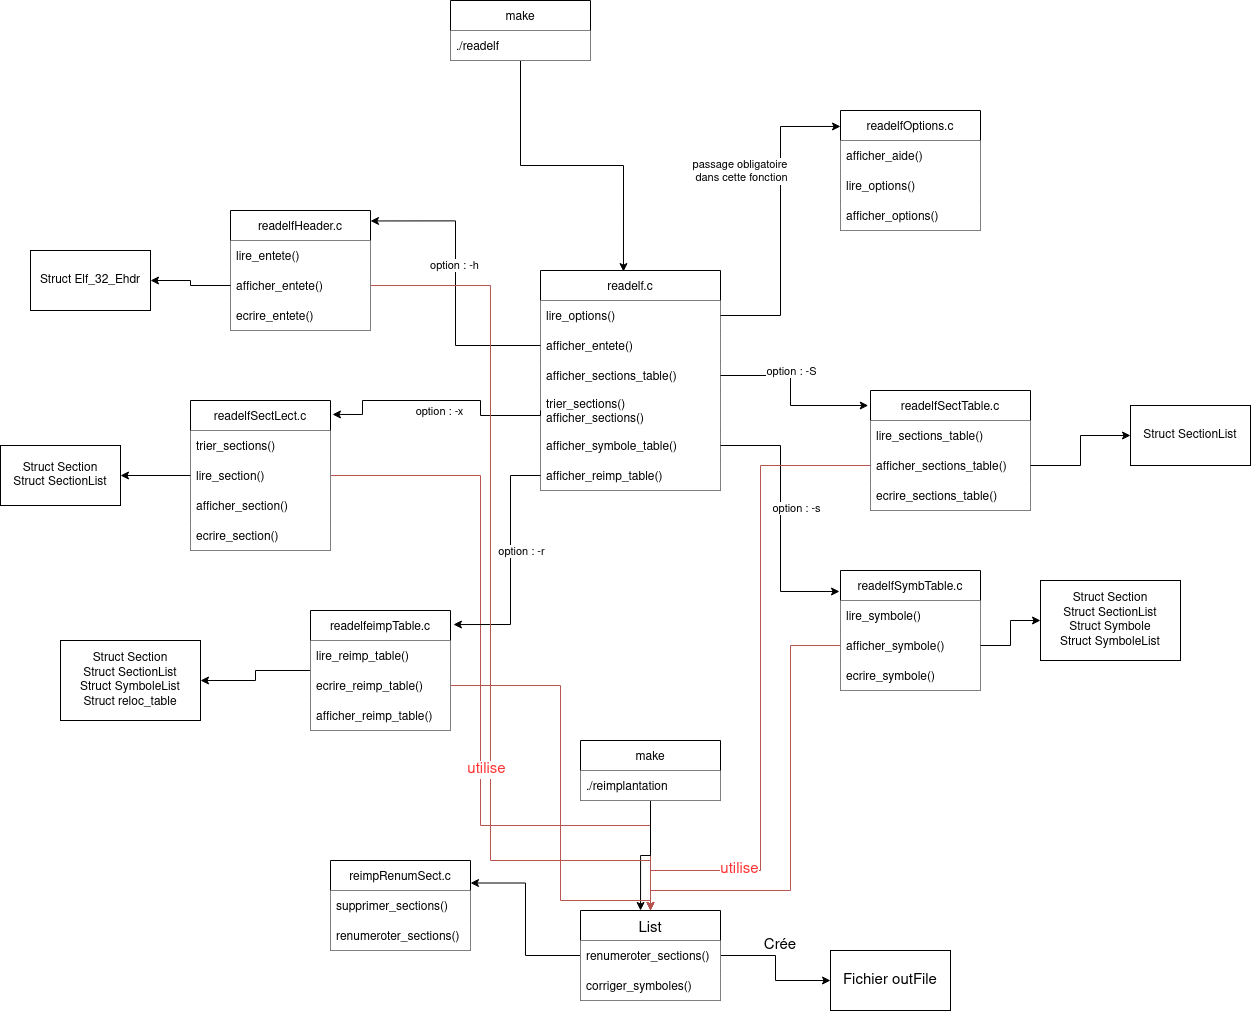 make
./readelf
readelfOptions.c
afficher_aide()
lire_options()
afficher_options()
passage obligatoire
dans cette fonction
readelfHeader.c
lire_entete()
afficher_entete()
ecrire_entete()
Struct Elf_32_Ehdr
option : -h
readelf.c
lire_options()
afficher_entete()
afficher_sections_table()
trier_sections()
afficher_sections()
afficher_symbole_table()
afficher_reimp_table()
option : -S
readelfSectTable.c
lire_sections_table()
afficher_sections_table()
ecrire_sections_table()
Struct SectionList
option : -x
readelfSectLect.c
trier_sections()
lire_section()
afficher_section()
ecrire_section()
Struct Section
Struct SectionList
option : -s
option : -r
readelfSymbTable.c
lire_symbole()
afficher_symbole()
ecrire_symbole()
Struct Section
Struct SectionList
Struct Symbole
Struct SymboleList
readelfeimpTable.c
lire_reimp_table()
ecrire_reimp_table()
afficher_reimp_table()
Struct Section
Struct SectionList
Struct SymboleList
Struct reloc_table
make
./reimplantation
utilise
utilise
reimpRenumSect.c
supprimer_sections()
renumeroter_sections()
List
renumeroter_sections()
corriger_symboles()
Crée
Fichier outFile